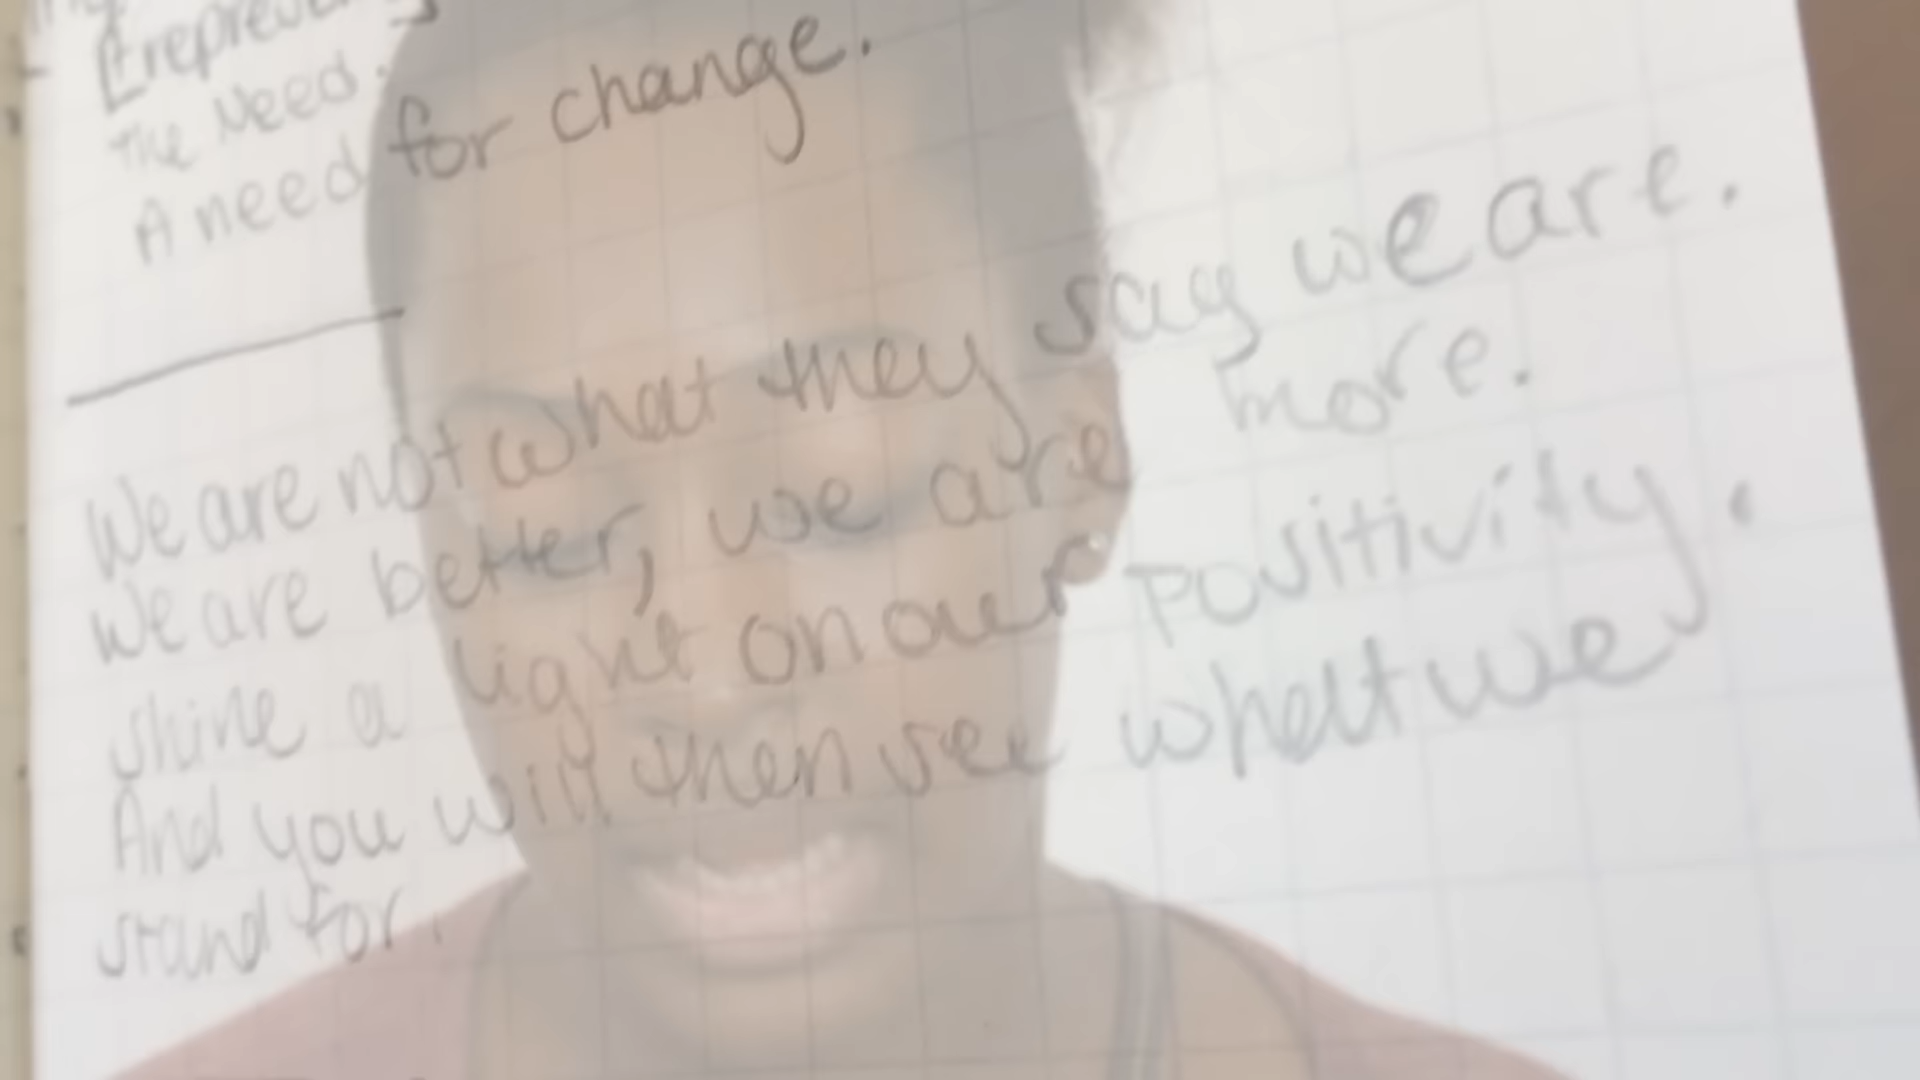 The Need.
A need for change.
We are not what they say we are.
We are better, we are more.
shine a light on our positivity.
And you will then see what we
stand for.